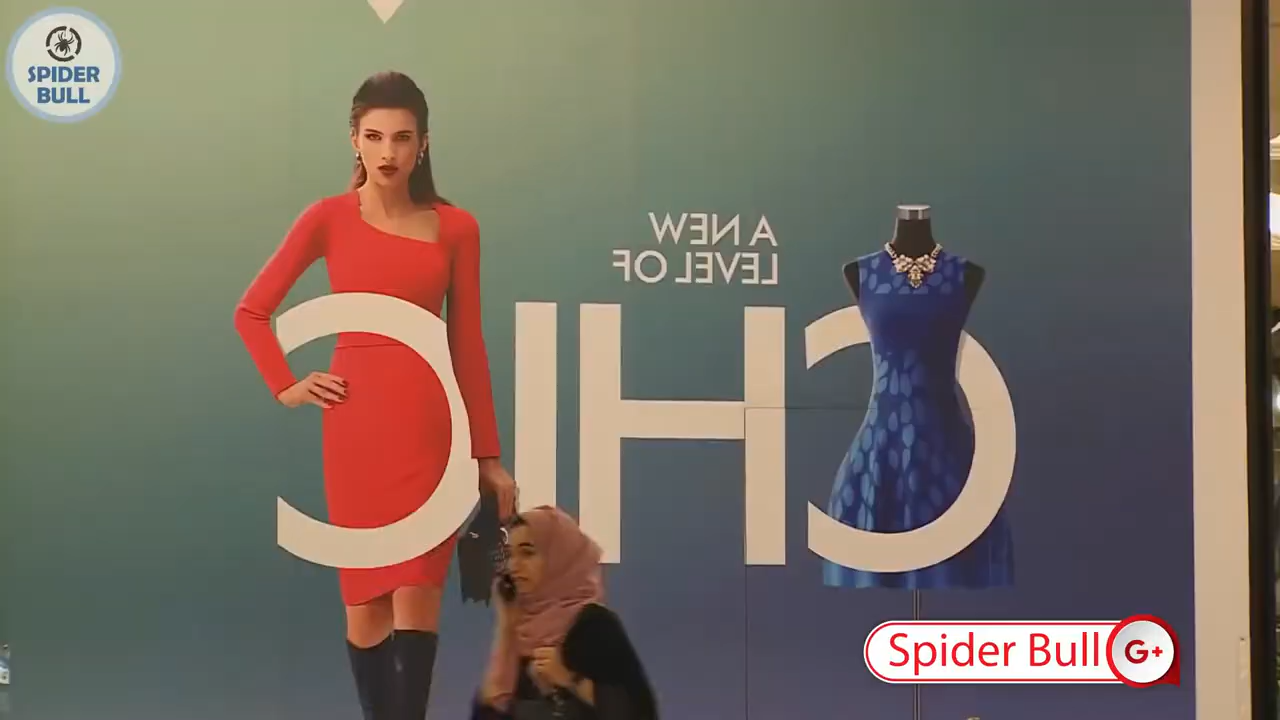 SPIDER
BULL
A NEW
LEVEL OF
CHIC
Spider Bull G+